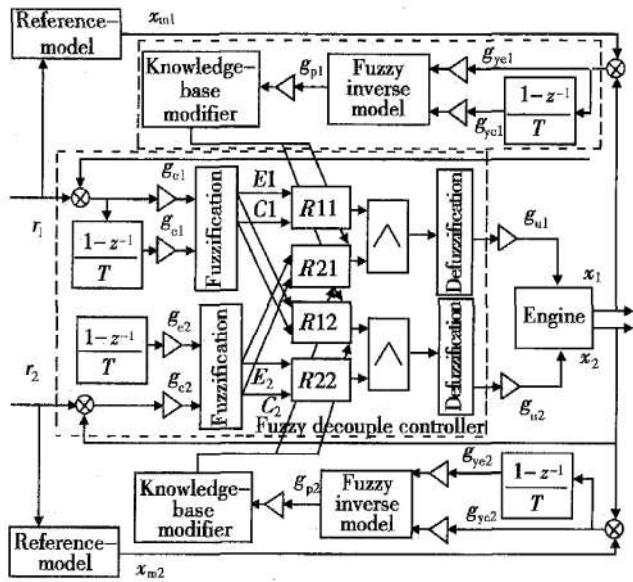 Reference-
model
x_m1
Knowledge-
base
modifier
g_p1
Fuzzy
inverse
model
g_ye1
g_yc1
1-z⁻¹
T
r_1
g_e1
g_c1
1-z⁻¹
T
Fuzzification
E1
C1
R11
R21
R12
R22
∧
∧
Defuzzification
Defuzzification
g_u1
g_u2
Engine
x_1
x_2
1-z⁻¹
T
g_e2
g_c2
Fuzzification
E_2
C_2
r_2
Fuzzy decouple controller
Knowledge-
base
modifier
g_p2
Fuzzy
inverse
model
g_ye2
g_yc2
1-z⁻¹
T
Reference-
model
x_m2